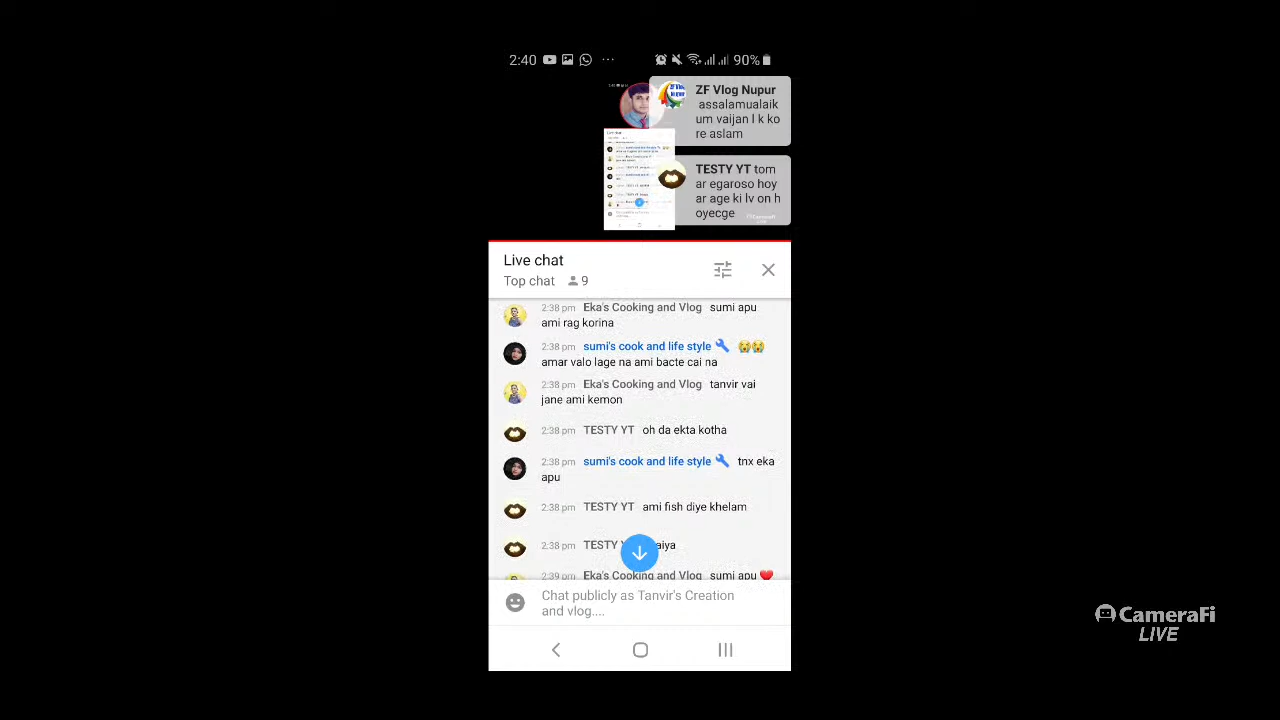 2:40 90%
ZF Vlog Nupur
assalamualaik
um vaijan l k ko
re aslam
TESTY YT tom
ar egaroso hoy
ar age ki lv on h
oyecge
CameraFi
LIVE
Live chat
Top chat 9
2:38 pm Eka's Cooking and Vlog sumi apu
ami rag korina
2:38 pm sumi's cook and life style 😭😭
amar valo lage na ami bacte cai na
2:38 pm Eka's Cooking and Vlog tanvir vai
jane ami kemon
2:38 pm TESTY YT oh da ekta kotha
2:38 pm sumi's cook and life style tnx eka
apu
2:38 pm TESTY YT ami fish diye khelam
2:38 pm TESTY aiya
2:39 pm Eka's Cooking and Vlog sumi apu ❤️
Chat publicly as Tanvir's Creation
and vlog....
CameraFi
LIVE